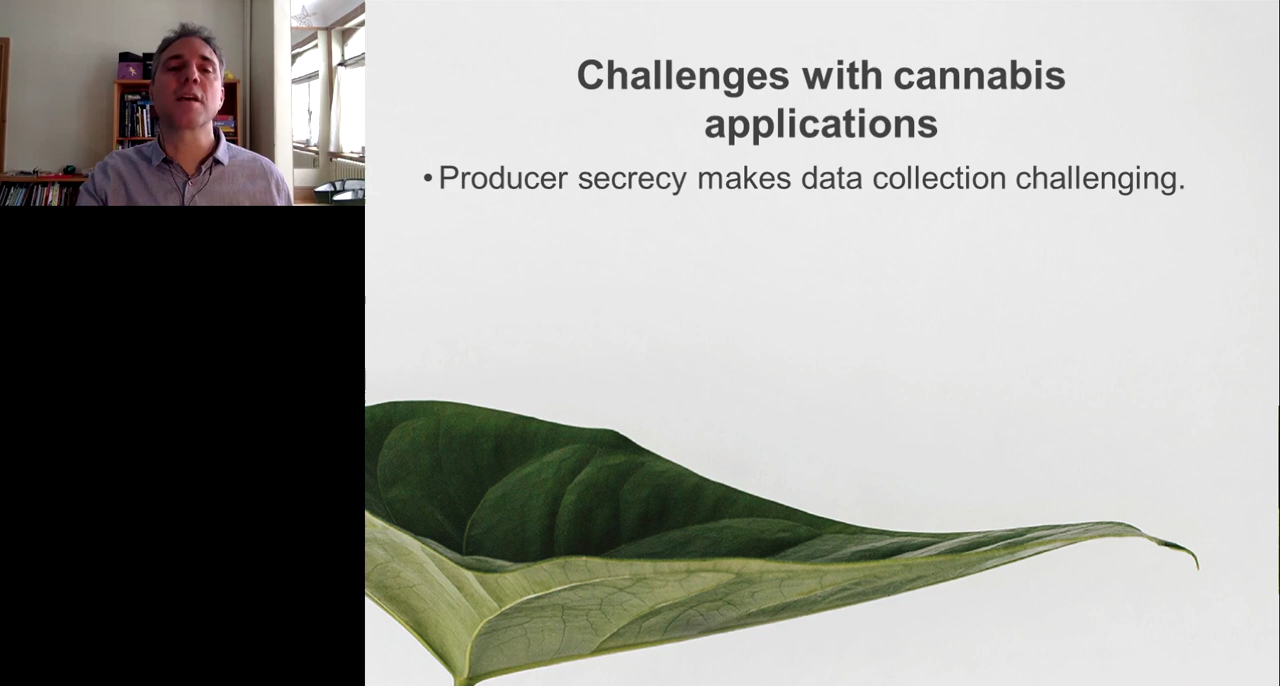 Challenges with cannabis
applications
•Producer secrecy makes data collection challenging.